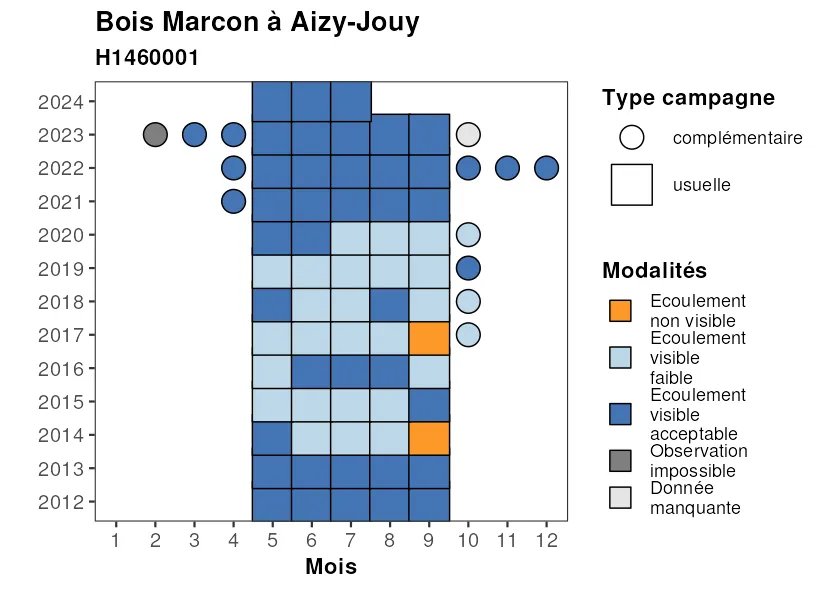 Bois Marcon à Aizy-Jouy
H1460001
2024
2023
2022
2021
2020
2019
2018
2017
2016
2015
2014
2013
2012
1 2 3 4 5 6 7 8 9 10 11 12
Mois
Type campagne
complémentaire
usuelle
Modalités
Ecoulement
non visible
Ecoulement
visible
faible
Ecoulement
visible
acceptable
Observation
impossible
Donnée
manquante